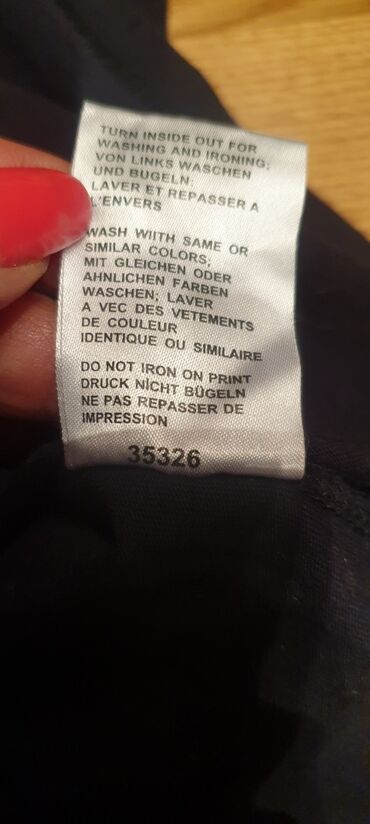 TURN INSIDE OUT FOR
WASHING AND IRONING;
VON LINKS WASCHEN
UND BUGELN;
LAVER ET REPASSER A
L'ENVERS
WASH WIITH SAME OR
SIMILAR COLORS;
MIT GLEICHEN ODER
AHNLICHEN FARBEN
WASCHEN; LAVER
A VEC DES VETEMENTS
DE COULEUR
IDENTIQUE OU SIMILAIRE
DO NOT IRON ON PRINT
DRUCK NICHT BÜGELN
NE PAS REPASSER DE
IMPRESSION
35326